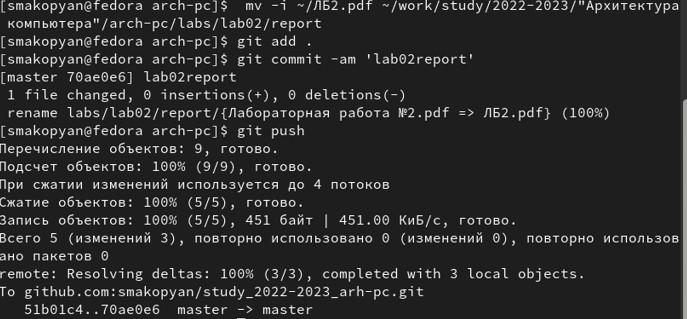 [smakopyan@fedora arch-pc]$  mv -i ~/ЛБ2.pdf ~/work/study/2022-2023/"Архитектура
 компьютера"/arch-pc/labs/lab02/report
[smakopyan@fedora arch-pc]$ git add .
[smakopyan@fedora arch-pc]$ git commit -am 'lab02report'
[master 70ae0e6] lab02report
 1 file changed, 0 insertions(+), 0 deletions(-)
 rename labs/lab02/report/{Лабораторная работа №2.pdf => ЛБ2.pdf} (100%)
[smakopyan@fedora arch-pc]$ git push
Перечисление объектов: 9, готово.
Подсчет объектов: 100% (9/9), готово.
При сжатии изменений используется до 4 потоков
Сжатие объектов: 100% (5/5), готово.
Запись объектов: 100% (5/5), 451 байт | 451.00 КиБ/с, готово.
Всего 5 (изменений 3), повторно использовано 0 (изменений 0), повторно использов
ано пакетов 0
remote: Resolving deltas: 100% (3/3), completed with 3 local objects.
To github.com:smakopyan/study_2022-2023_arh-pc.git
   51b01c4..70ae0e6  master -> master